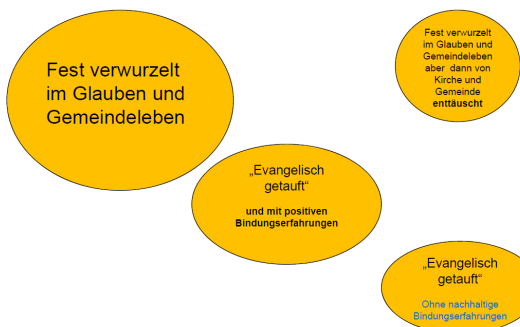 Fest verwurzelt
im Glauben und
Gemeindeleben
Fest verwurzelt
im Glauben und
Gemeindeleben
aber dann von
Kirche und
Gemeinde
enttäuscht
„Evangelisch
getauft“
und mit positiven
Bindungserfahrungen
„Evangelisch
getauft“
Ohne nachhaltige
Bindungserfahrungen